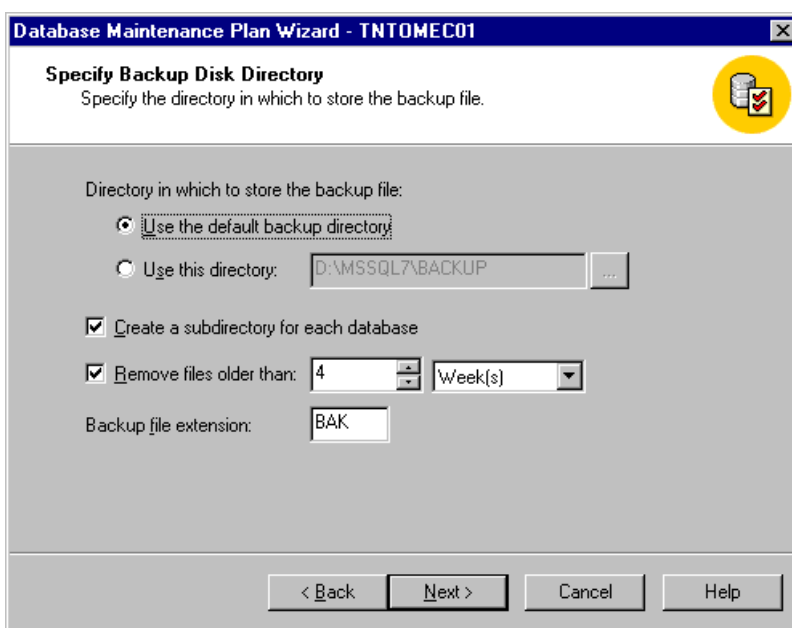 Database Maintenance Plan Wizard - TNTOMEC01
Specify Backup Disk Directory
Specify the directory in which to store the backup file.
Directory in which to store the backup file:
Use the default backup directory
Use this directory: D:\MSSQL7\BACKUP ...
Create a subdirectory for each database
Remove files older than: 4 Week(s)
Backup file extension: BAK
< Back Next > Cancel Help